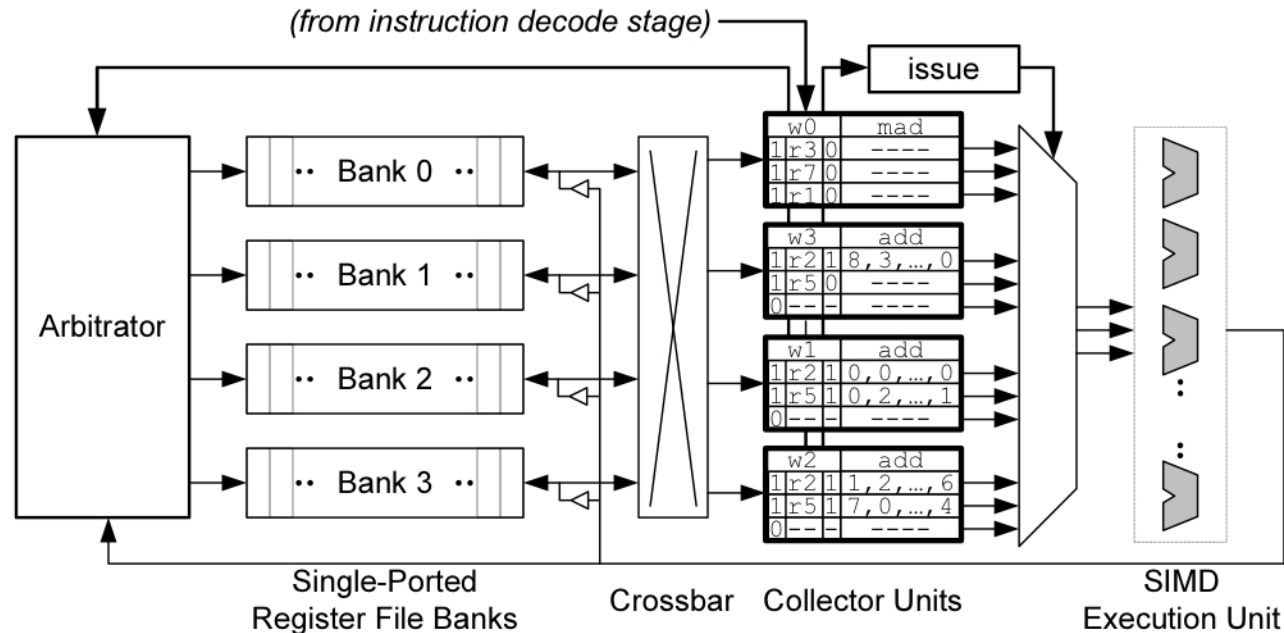 (from instruction decode stage)
issue
Arbitrator
•• Bank 0 ••
•• Bank 1 ••
•• Bank 2 ••
•• Bank 3 ••
w0 mad
1 r3 0 ----
1 r7 0 ----
1 r1 0 ----
w3 add
1 r2 1 8,3,…,0
1 r5 0 ----
0 -- - ----
w1 add
1 r2 1 0,0,…,0
1 r5 1 0,2,…,1
0 -- - ----
w2 add
1 r2 1 1,2,…,6
1 r5 1 7,0,…,4
0 -- - ----
Single-Ported
Register File Banks
Crossbar
Collector Units
SIMD
Execution Unit